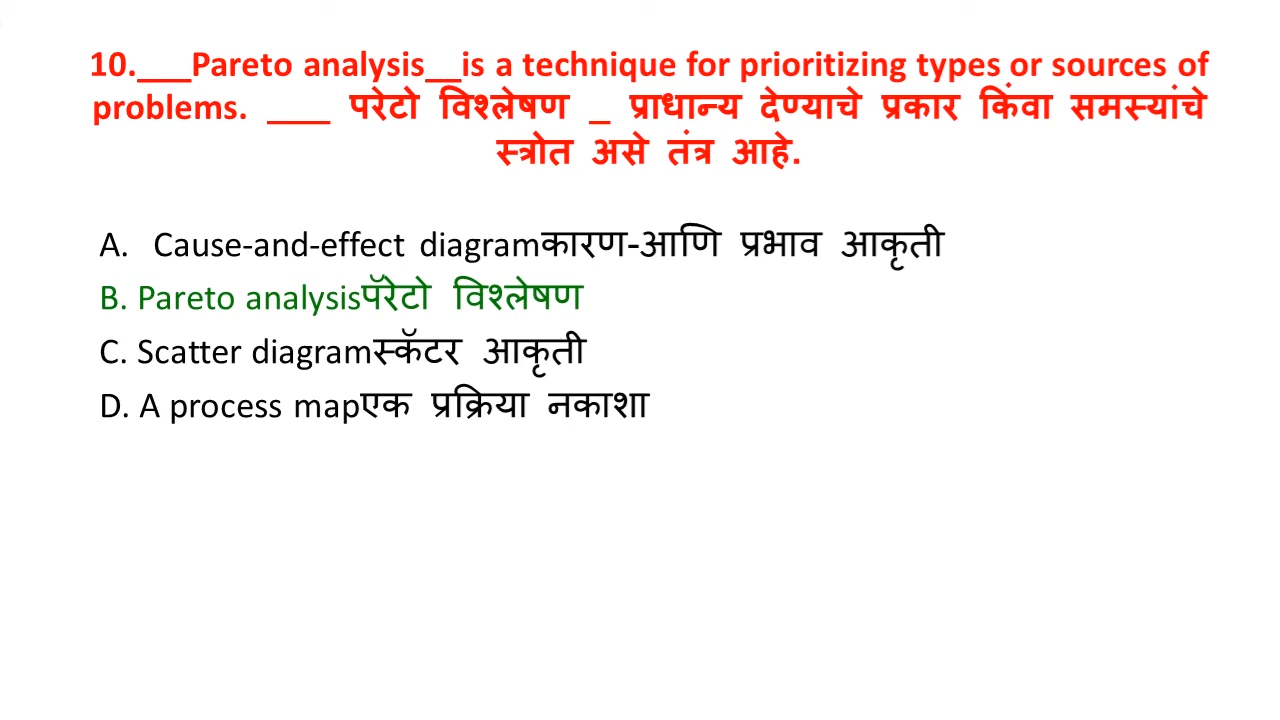 10.___Pareto analysis__is a technique for prioritizing types or sources of
problems. ___ परेटो विश्लेषण _ प्राधान्य देण्याचे प्रकार किंवा समस्यांचे
स्त्रोत असे तंत्र आहे.
A. Cause-and-effect diagramकारण-आणि प्रभाव आकृती
B. Pareto analysisपॅरेटो विश्लेषण
C. Scatter diagramस्कॅटर आकृती
D. A process mapएक प्रक्रिया नकाशा